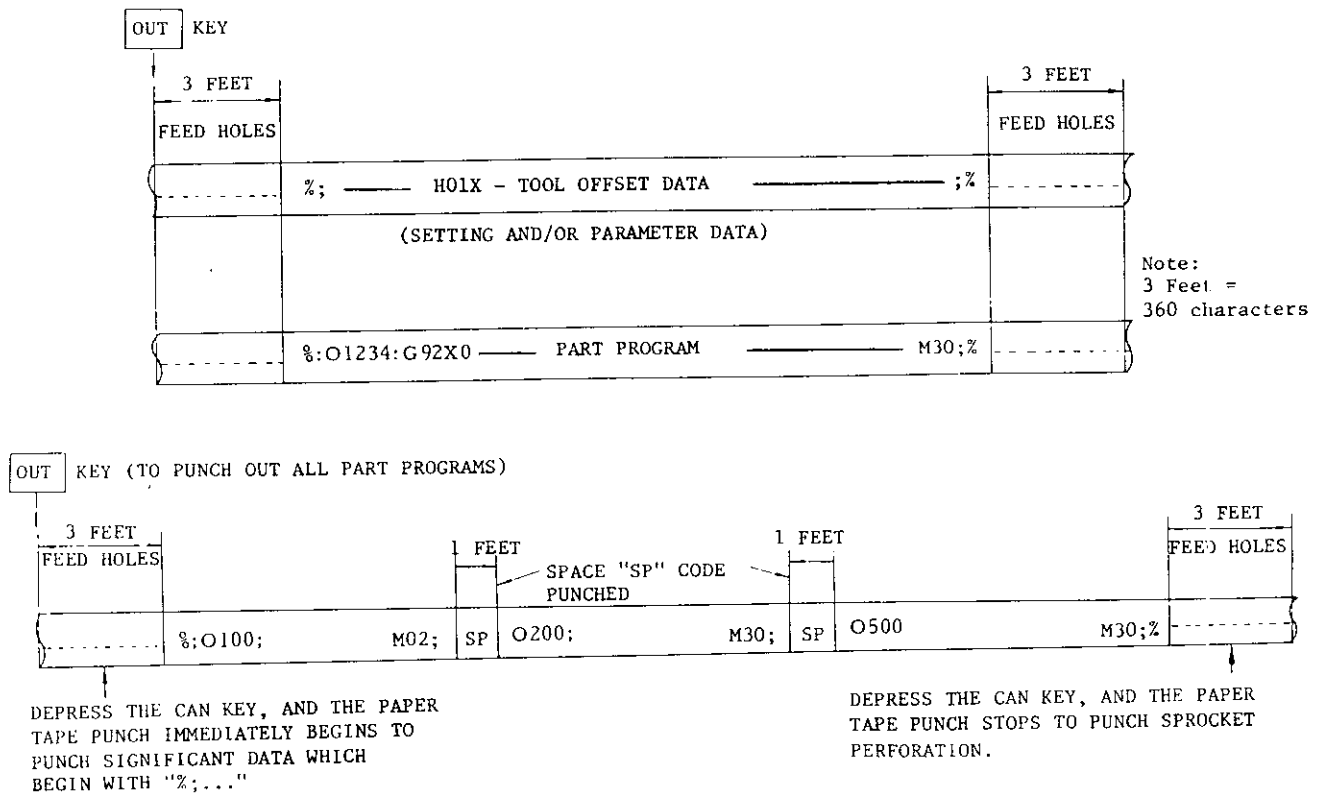 OUT KEY
3 FEET
FEED HOLES
3 FEET
FEED HOLES
%; —— H01X - TOOL OFFSET DATA —— ;%
(SETTING AND/OR PARAMETER DATA)
Note:
3 Feet =
360 characters
%:O1234:G92X0 —— PART PROGRAM —— M30;%
OUT KEY (TO PUNCH OUT ALL PART PROGRAMS)
3 FEET
FEED HOLES
1 FEET
SPACE "SP" CODE
PUNCHED
1 FEET
3 FEET
FEED HOLES
%;O100; M02; SP O200; M30; SP O500 M30;%
DEPRESS THE CAN KEY, AND THE PAPER
TAPE PUNCH IMMEDIATELY BEGINS TO
PUNCH SIGNIFICANT DATA WHICH
BEGIN WITH "%;..."
DEPRESS THE CAN KEY, AND THE PAPER
TAPE PUNCH STOPS TO PUNCH SPROCKET
PERFORATION.